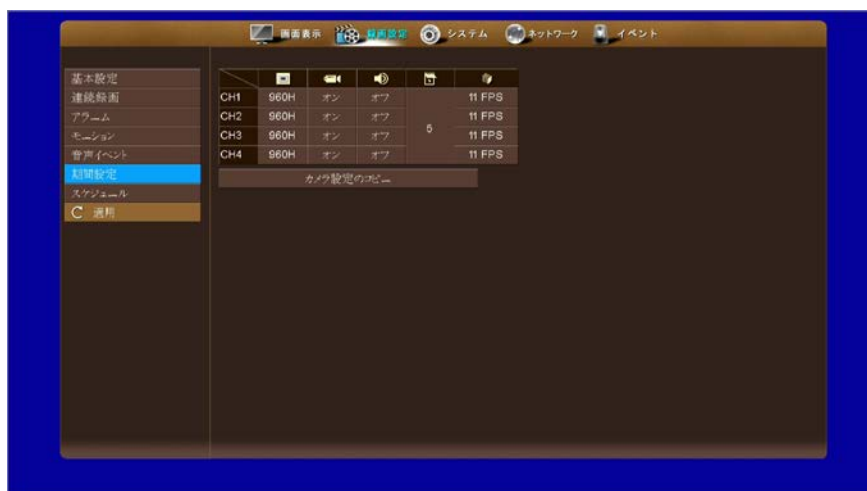 画面表示 録画設定 システム ネットワーク イベント
基本設定
連続録画
アラーム
モーション
音声イベント
期間設定
スケジュール
適用
CH1 960H オン オフ 11 FPS
CH2 960H オン オフ 11 FPS
5
CH3 960H オン オフ 11 FPS
CH4 960H オン オフ 11 FPS
カメラ設定のコピー